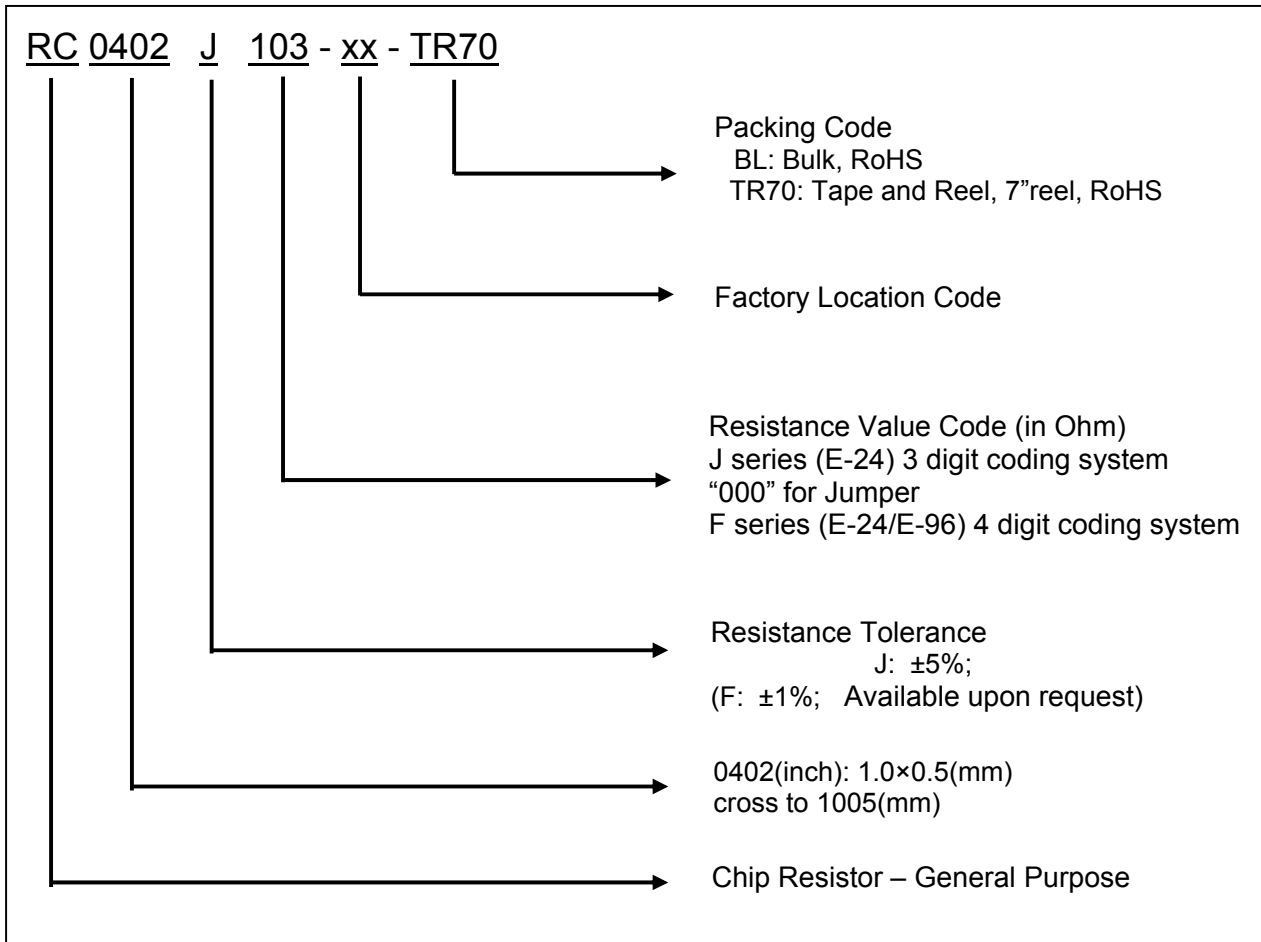 RC 0402 J 103 - xx - TR70
Packing Code
BL: Bulk, RoHS
TR70: Tape and Reel, 7”reel, RoHS
Factory Location Code
Resistance Value Code (in Ohm)
J series (E-24) 3 digit coding system
“000” for Jumper
F series (E-24/E-96) 4 digit coding system
Resistance Tolerance
J: ±5%;
(F: ±1%; Available upon request)
0402(inch): 1.0×0.5(mm)
cross to 1005(mm)
Chip Resistor – General Purpose